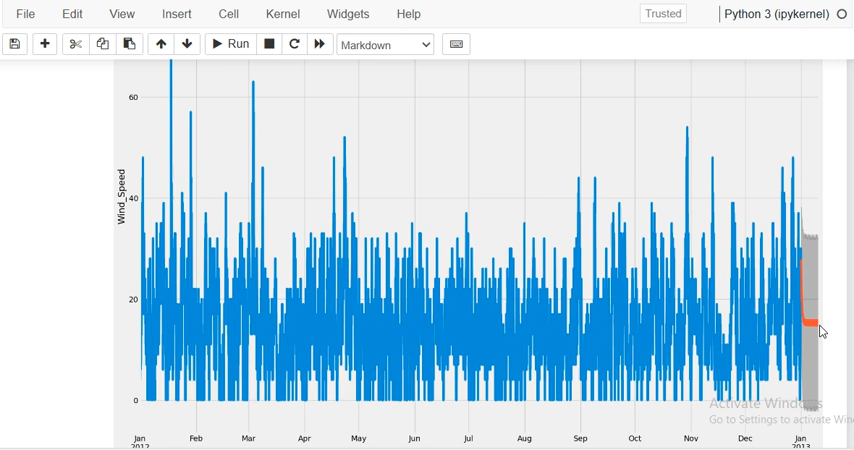 File Edit View Insert Cell Kernel Widgets Help Trusted Python 3 (ipykernel)
Run Markdown
60
40
20
0
Wind_Speed
Jan Feb Mar Apr May Jun Jul Aug Sep Oct Nov Dec Jan
2012 2013
Activate Windows
Go to Settings to activate Win